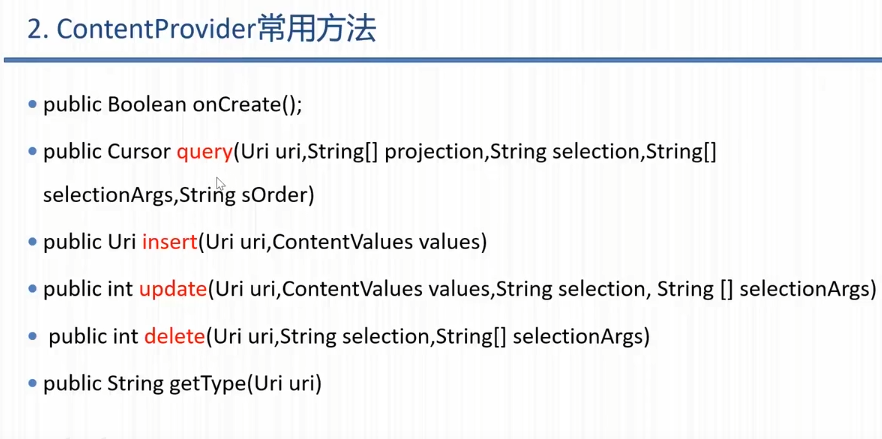 2. ContentProvider常用方法
• public Boolean onCreate();
• public Cursor query(Uri uri,String[] projection,String selection,String[]
selectionArgs,String sOrder)
• public Uri insert(Uri uri,ContentValues values)
• public int update(Uri uri,ContentValues values,String selection, String [] selectionArgs)
• public int delete(Uri uri,String selection,String[] selectionArgs)
• public String getType(Uri uri)